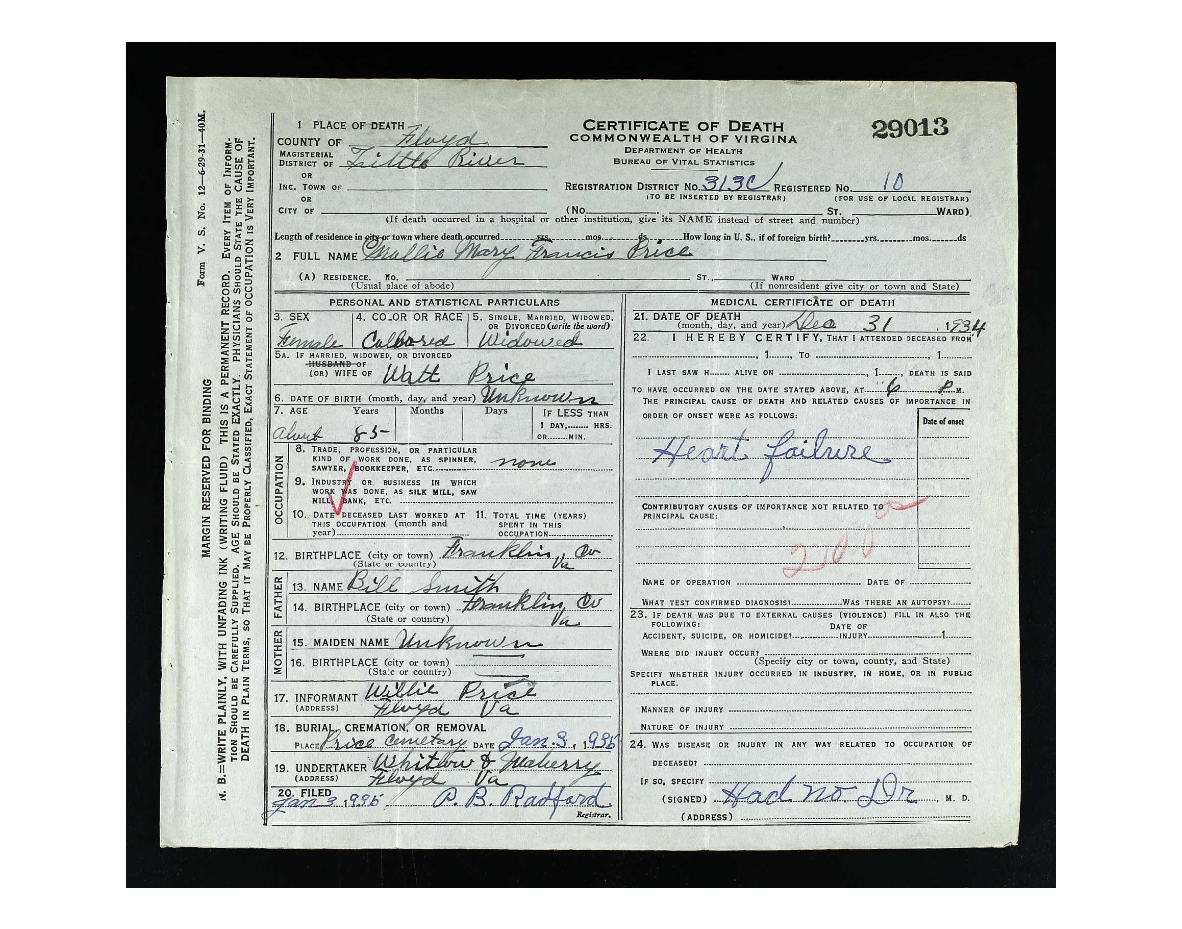 Form V. S. No. 12—6-29-31—40M.
MARGIN RESERVED FOR BINDING
N. B.—WRITE PLAINLY, WITH UNFADING INK (WRITING FLUID) THIS IS A PERMANENT RECORD. EVERY ITEM OF INFORM-
TION SHOULD BE CAREFULLY SUPPLIED. AGE SHOULD BE STATED EXACTLY. PHYSICIANS SHOULD STATE THE CAUSE OF
DEATH IN PLAIN TERMS, SO THAT IT MAY BE PROPERLY CLASSIFIED, EXACT STATEMENT OF OCCUPATION IS VERY IMPORTANT.
1 PLACE OF DEATH
COUNTY OF Floyd
MAGISTERIAL DISTRICT OF Little River
OR
INC. TOWN OF
OR
CITY OF
CERTIFICATE OF DEATH
COMMONWEALTH OF VIRGINA
DEPARTMENT OF HEALTH
BUREAU OF VITAL STATISTICS
29013
REGISTRATION DISTRICT No. 313C REGISTERED No. 10
(TO BE INSERTED BY REGISTRAR) (FOR USE OF LOCAL REGISTRAR)
(No. ST. WARD)
(If death occurred in a hospital or other institution, give its NAME instead of street and number)
Length of residence in city or town where death occurred yrs. mos. ds. How long in U. S., if of foreign birth? yrs. mos. ds
2 FULL NAME Mallie Mary Francis Price
(A) RESIDENCE. No. ST., WARD
(Usual place of abode) (If nonresident give city or town and State)
PERSONAL AND STATISTICAL PARTICULARS
3. SEX 4. COLOR OR RACE 5. SINGLE, MARRIED, WIDOWED, OR DIVORCED (write the word)
Female Colored Widowed
5A. IF MARRIED, WIDOWED, OR DIVORCED
HUSBAND OF
(OR) WIFE OF Watt Price
6. DATE OF BIRTH (month, day, and year) Unknown
7. AGE Years Months Days IF LESS THAN
1 DAY, HRS.
OR MIN.
about 85
OCCUPATION
8. TRADE, PROFESSION, OR PARTICULAR
KIND OF WORK DONE, AS SPINNER,
SAWYER, BOOKKEEPER, ETC. none
9. INDUSTRY OR BUSINESS IN WHICH
WORK WAS DONE, AS SILK MILL, SAW
MILL, BANK, ETC.
10. DATE DECEASED LAST WORKED AT
THIS OCCUPATION (month and
year)
11. TOTAL TIME (YEARS)
SPENT IN THIS
OCCUPATION
12. BIRTHPLACE (city or town) Franklin, Co
(State or country) Va
FATHER
13. NAME Bill Smith
14. BIRTHPLACE (city or town) Franklin, Co
(State or country) Va
MOTHER
15. MAIDEN NAME Unknown
16. BIRTHPLACE (city or town)
(State or country)
17. INFORMANT Willie Price
(ADDRESS) Floyd Va
18. BURIAL, CREMATION, OR REMOVAL
PLACE Price Cemetary DATE Jan. 3, 1935
19. UNDERTAKER Whitlow & Maberry
(ADDRESS) Floyd Va
20. FILED
Jan 3, 1935 P. B. Radford
Registrar.
MEDICAL CERTIFICATE OF DEATH
21. DATE OF DEATH
(month, day, and year) Dec 31, 1934
22. I HEREBY CERTIFY, THAT I ATTENDED DECEASED FROM
, 1 , TO , 1
I LAST SAW H ALIVE ON , 1 , DEATH IS SAID
TO HAVE OCCURRED ON THE DATE STATED ABOVE, AT 6 P M.
THE PRINCIPAL CAUSE OF DEATH AND RELATED CAUSES OF IMPORTANCE IN
ORDER OF ONSET WERE AS FOLLOWS:
Date of onset
Heart failure
CONTRIBUTORY CAUSES OF IMPORTANCE NOT RELATED TO
PRINCIPAL CAUSE:
NAME OF OPERATION DATE OF
WHAT TEST CONFIRMED DIAGNOSIS? WAS THERE AN AUTOPSY?
23. IF DEATH WAS DUE TO EXTERNAL CAUSES (VIOLENCE) FILL IN ALSO THE
FOLLOWING: DATE OF
ACCIDENT, SUICIDE, OR HOMICIDE? INJURY 1
WHERE DID INJURY OCCUR?
(Specify city or town, county, and State)
SPECIFY WHETHER INJURY OCCURRED IN INDUSTRY, IN HOME, OR IN PUBLIC
PLACE.
MANNER OF INJURY
NATURE OF INJURY
24. WAS DISEASE OR INJURY IN ANY WAY RELATED TO OCCUPATION OF
DECEASED?
IF SO, SPECIFY
(SIGNED) Had no Dr, M. D.
(ADDRESS)